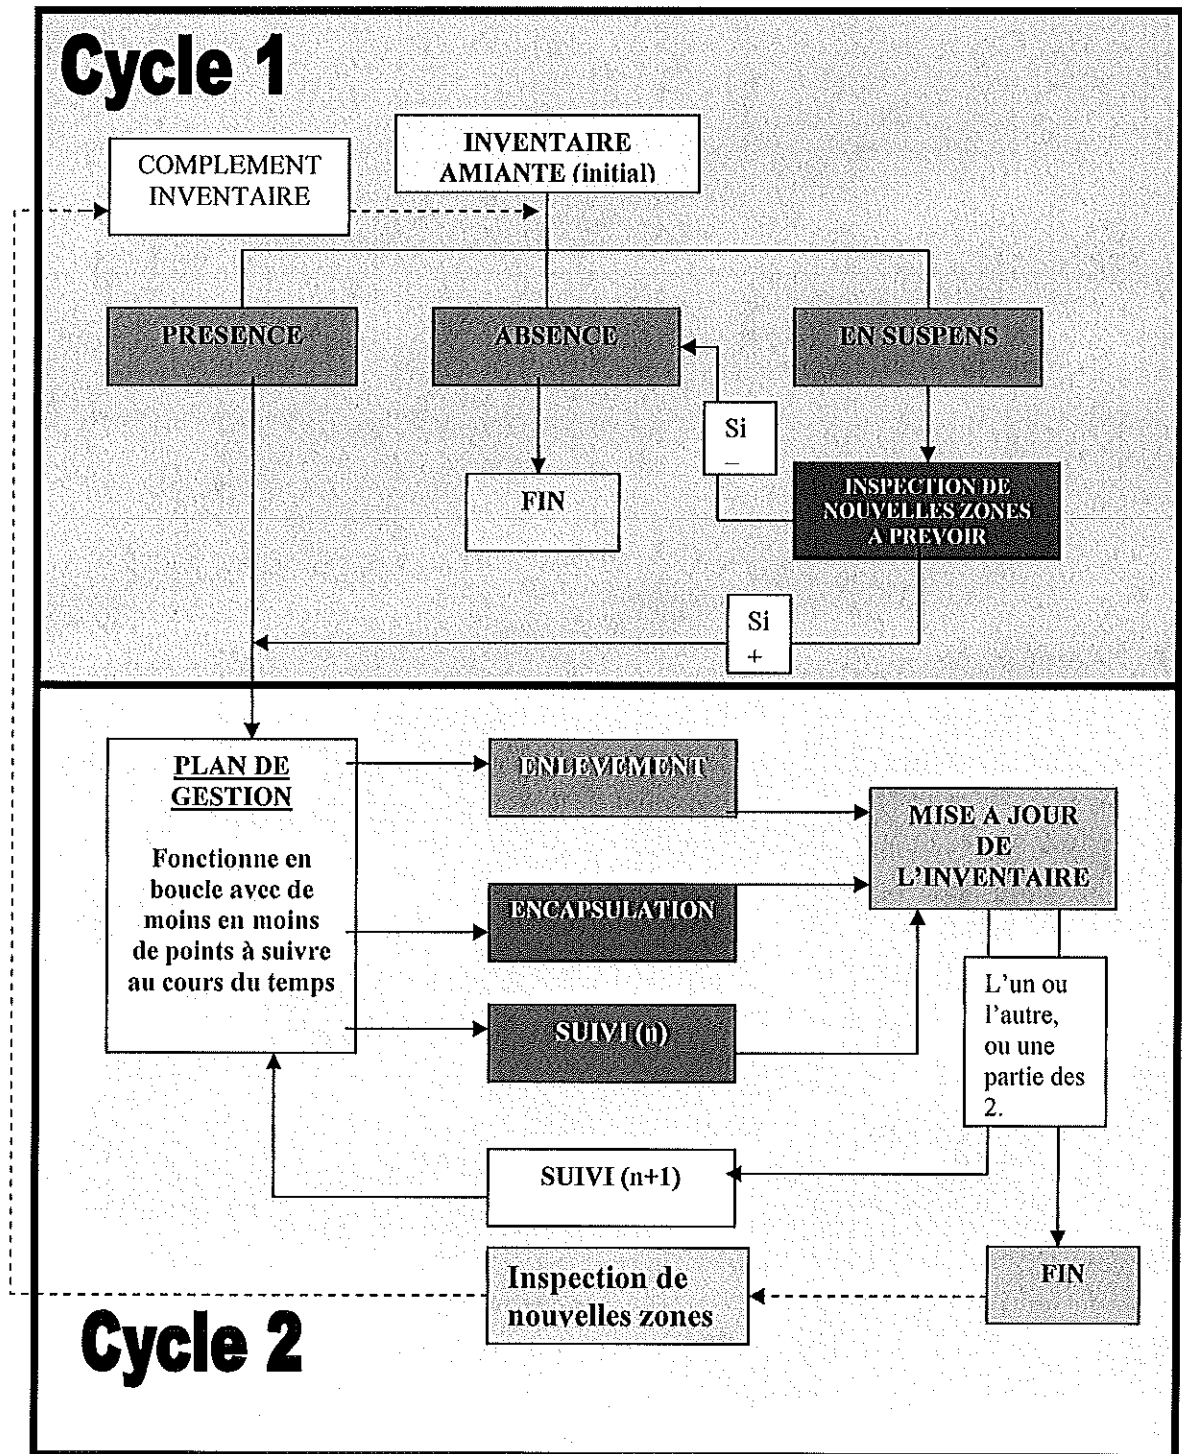 Cycle 1
COMPLEMENT
INVENTAIRE
INVENTAIRE
AMIANTE (initial)
PRESENCE
ABSENCE
EN SUSPENS
Si
–
FIN
INSPECTION DE
NOUVELLES ZONES
A PREVOIR
Si
+
PLAN DE
GESTION
Fonctionne en
boucle avec de
moins en moins
de points à suivre
au cours du temps
ENLEVEMENT
ENCAPSULATION
SUIVI (n)
MISE A JOUR
DE
L'INVENTAIRE
L'un ou
l'autre,
ou une
partie des
2.
SUIVI (n+1)
Inspection de
nouvelles zones
FIN
Cycle 2